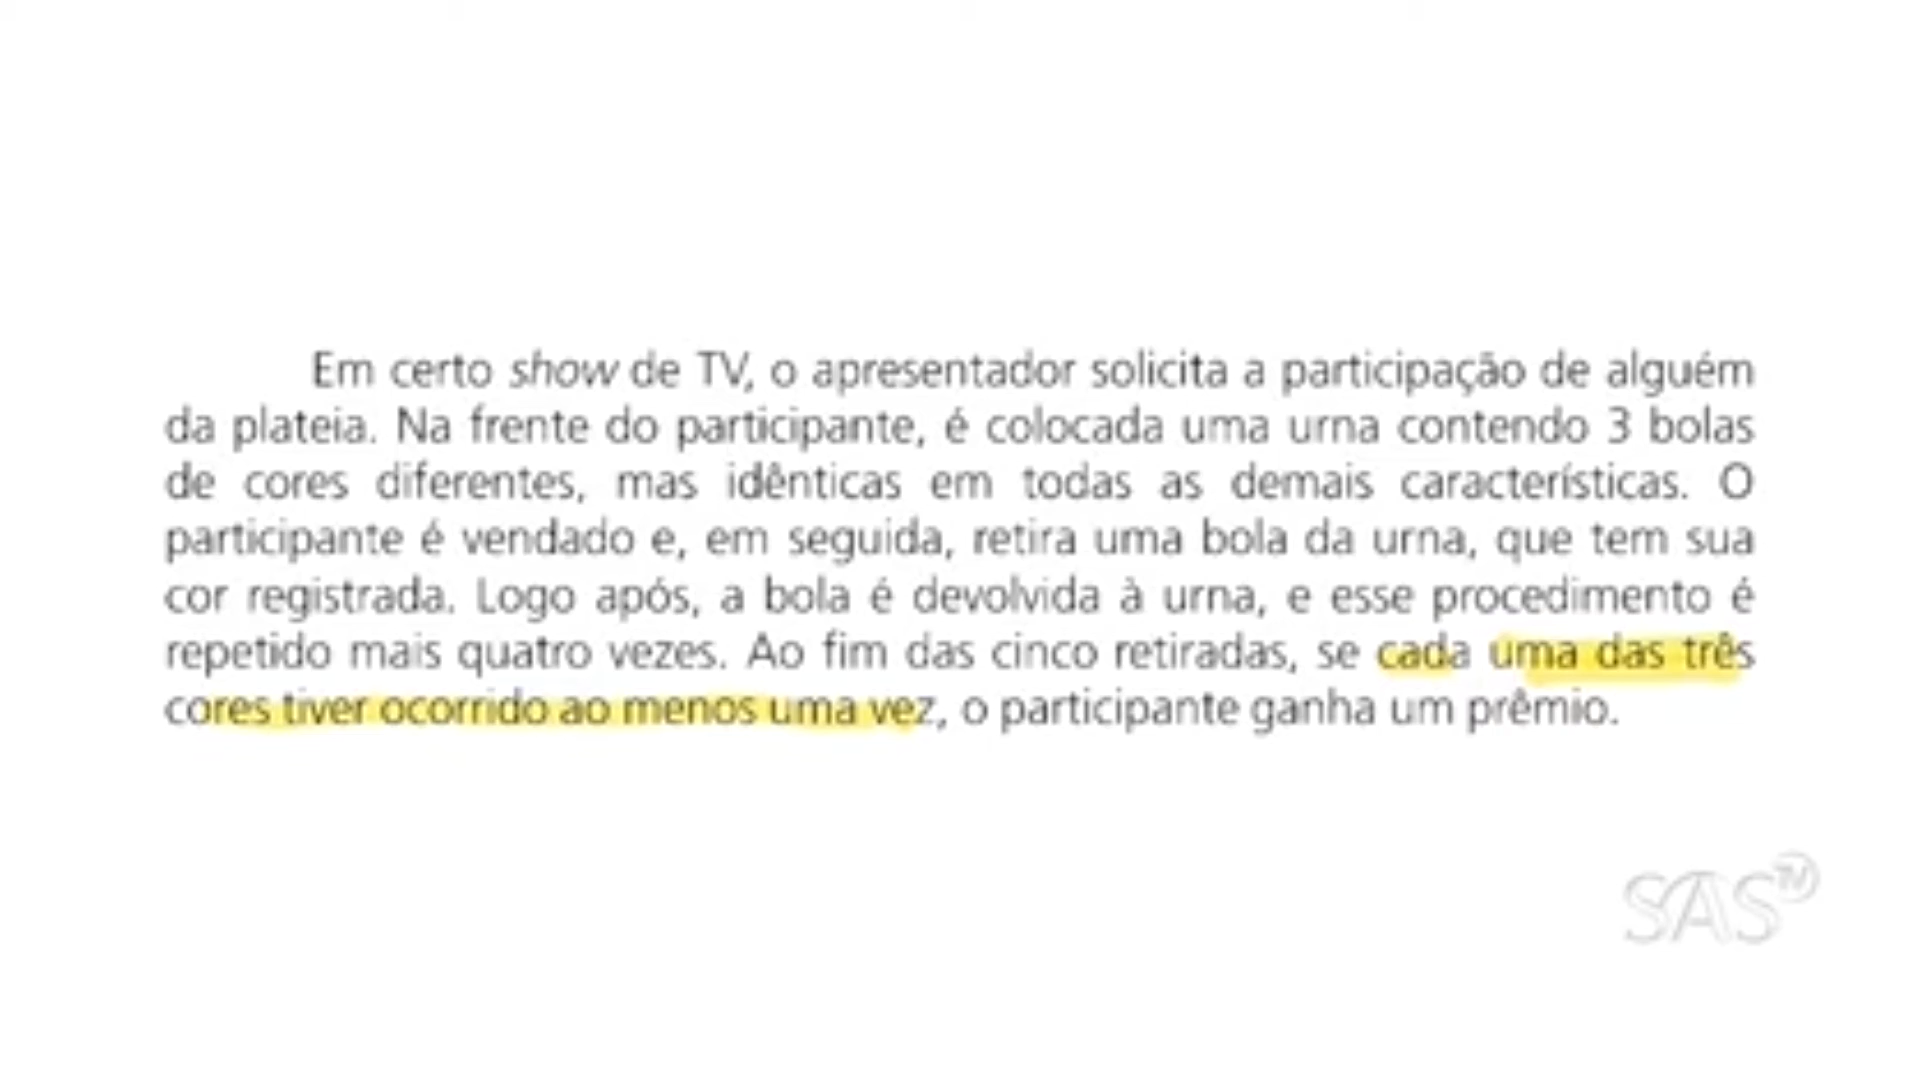 Em certo show de TV, o apresentador solicita a participação de alguém
da plateia. Na frente do participante, é colocada uma urna contendo 3 bolas
de cores diferentes, mas idênticas em todas as demais características. O
participante é vendado e, em seguida, retira uma bola da urna, que tem sua
cor registrada. Logo após, a bola é devolvida à urna, e esse procedimento é
repetido mais quatro vezes. Ao fim das cinco retiradas, se cada uma das três
cores tiver ocorrido ao menos uma vez, o participante ganha um prêmio.
SAS TV